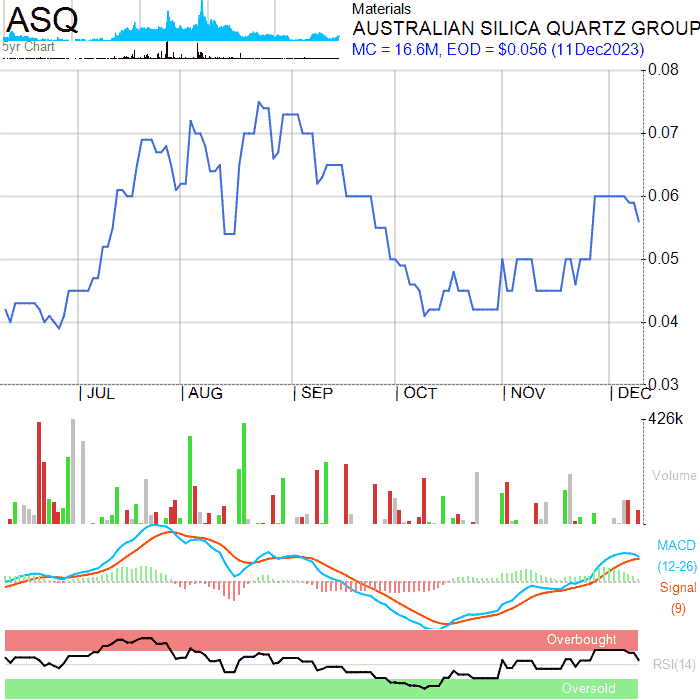 ASQ
5yr Chart
Materials
AUSTRALIAN SILICA QUARTZ GROUP
MC = 16.6M, EOD = $0.056 (11Dec2023)
0.08
0.07
0.06
0.05
0.04
0.03
JUL AUG SEP OCT NOV DEC
426k
Volume
MACD
(12-26)
Signal
(9)
Overbought
RSI(14)
Oversold